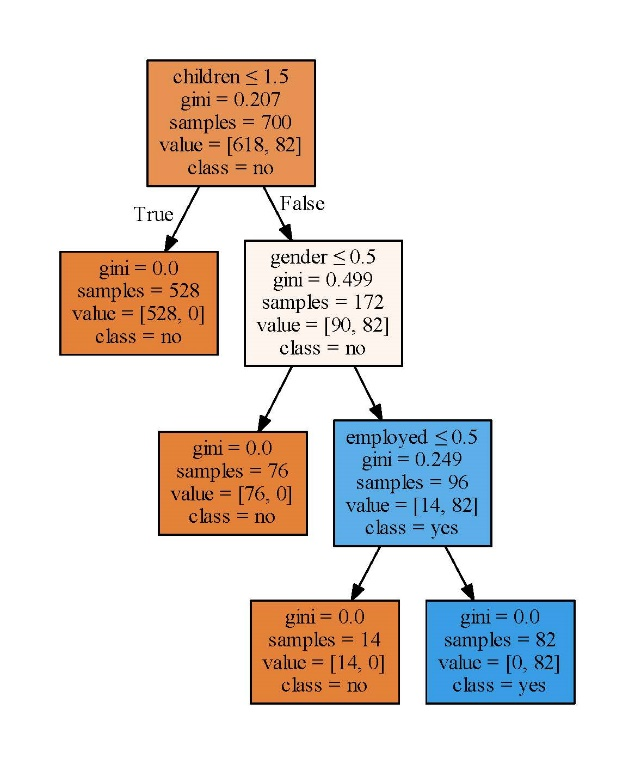 children ≤ 1.5
gini = 0.207
samples = 700
value = [618, 82]
class = no
True
False
gini = 0.0
samples = 528
value = [528, 0]
class = no
gender ≤ 0.5
gini = 0.499
samples = 172
value = [90, 82]
class = no
gini = 0.0
samples = 76
value = [76, 0]
class = no
employed ≤ 0.5
gini = 0.249
samples = 96
value = [14, 82]
class = yes
gini = 0.0
samples = 14
value = [14, 0]
class = no
gini = 0.0
samples = 82
value = [0, 82]
class = yes